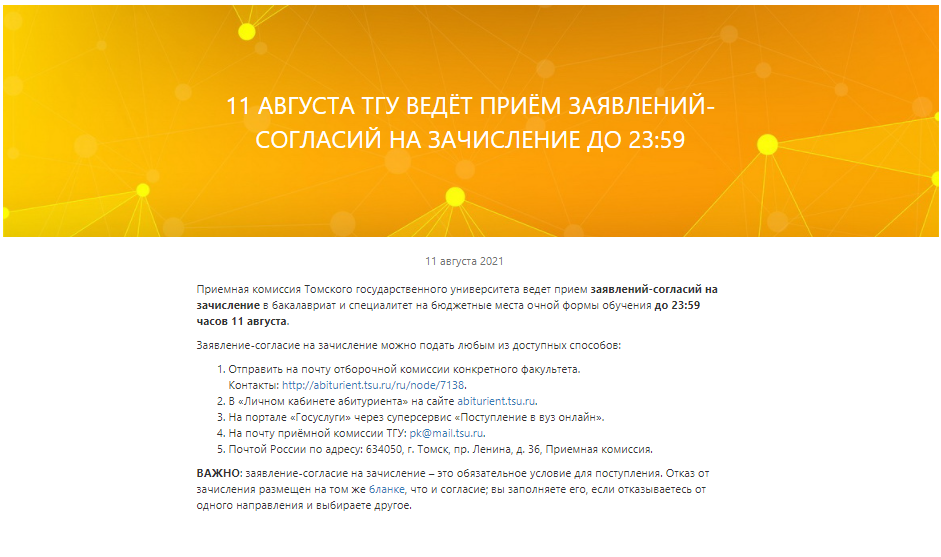 11 АВГУСТА ТГУ ВЕДЁТ ПРИЁМ ЗАЯВЛЕНИЙ-
СОГЛАСИЙ НА ЗАЧИСЛЕНИЕ ДО 23:59
11 августа 2021
Приемная комиссия Томского государственного университета ведет прием заявлений-согласий на
зачисление в бакалавриат и специалитет на бюджетные места очной формы обучения до 23:59
часов 11 августа.
Заявление-согласие на зачисление можно подать любым из доступных способов:
1. Отправить на почту отборочной комиссии конкретного факультета.
Контакты: http://abiturient.tsu.ru/ru/node/7138.
2. В «Личном кабинете абитуриента» на сайте abiturient.tsu.ru.
3. На портале «Госуслуги» через суперсервис «Поступление в вуз онлайн».
4. На почту приёмной комиссии ТГУ: pk@mail.tsu.ru.
5. Почтой России по адресу: 634050, г. Томск, пр. Ленина, д. 36, Приемная комиссия.
ВАЖНО: заявление-согласие на зачисление – это обязательное условие для поступления. Отказ от
зачисления размещен на том же бланке, что и согласие; вы заполняете его, если отказываетесь от
одного направления и выбираете другое.